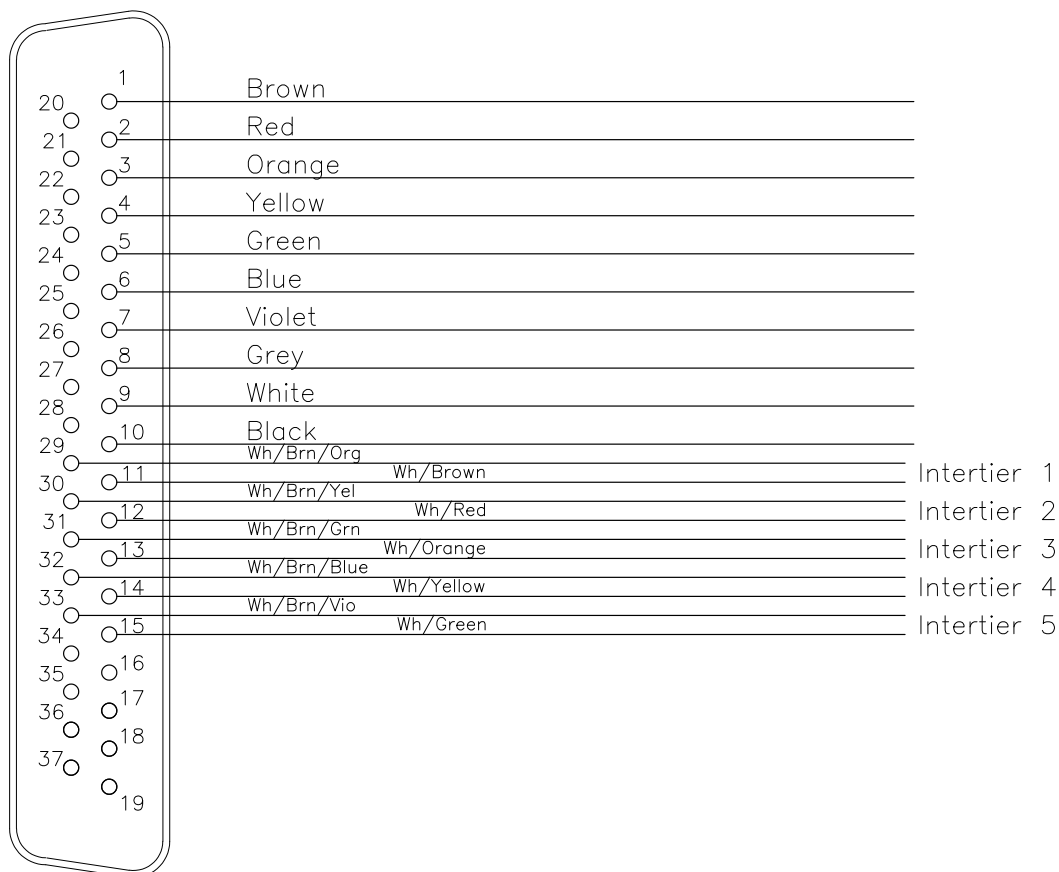 1
20 Brown
2
21 Red
3
22 Orange
4
23 Yellow
5
24 Green
6
25 Blue
7
26 Violet
8
27 Grey
9
28 White
10
29 Black
Wh/Brn/Org
30 11 Wh/Brown Intertier 1
Wh/Brn/Yel
31 12 Wh/Red Intertier 2
Wh/Brn/Grn
32 13 Wh/Orange Intertier 3
Wh/Brn/Blue
33 14 Wh/Yellow Intertier 4
Wh/Brn/Vio
34 15 Wh/Green Intertier 5
16
35
17
36
18
37
19